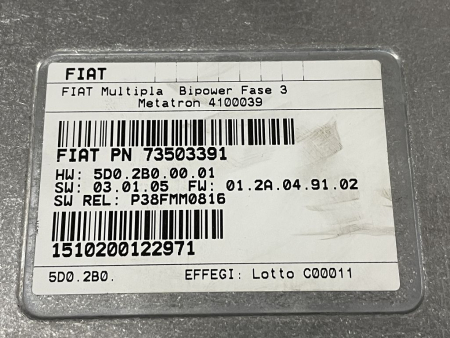 FIAT
FIAT Multipla Bipower Fase 3
Metatron 4100039
FIAT PN 73503391
HW: 5D0.2B0.00.01
SW: 03.01.05 FW: 01.2A.04.91.02
SW REL: P38FMM0816
1510200122971
5D0.2B0. EFFEGI: Lotto C00011